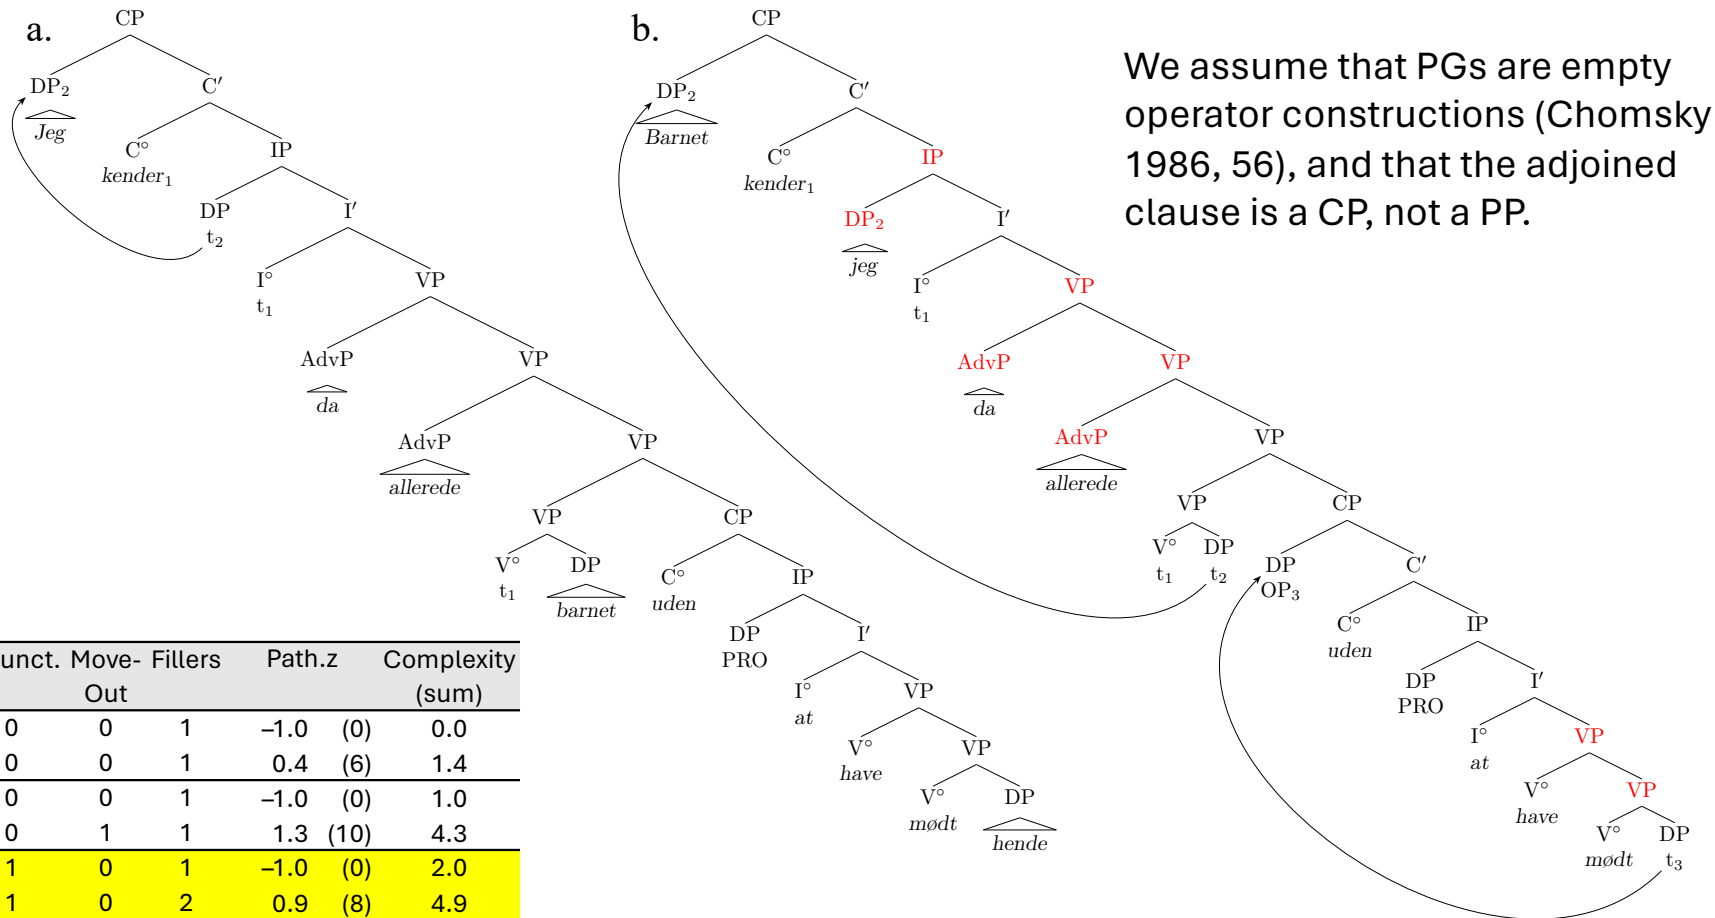 a.
CP
DP₂ C′
Jeg
C° IP
kender₁
DP I′
t₂
I° VP
t₁
AdvP VP
da
AdvP VP
allerede
VP CP
V° DP C° IP
t₁ barnet uden
DP I′
PRO
I° VP
at
V° VP
have
V° DP
mødt hende
b.
CP
DP₂ C′
Barnet
C° IP
kender₁
DP₂ I′
jeg
I° VP
t₁
AdvP VP
da
AdvP VP
allerede
VP CP
V° DP DP C′
t₁ t₂ OP₃
C° IP
uden
DP I′
PRO
I° VP
at
V° VP
have
V° DP
mødt t₃
We assume that PGs are empty
operator constructions (Chomsky
1986, 56), and that the adjoined
clause is a CP, not a PP.
unct. Move- Fillers Path.z Complexity
Out (sum)
0 0 1 –1.0 (0) 0.0
0 0 1 0.4 (6) 1.4
0 0 1 –1.0 (0) 1.0
0 1 1 1.3 (10) 4.3
1 0 1 –1.0 (0) 2.0
1 0 2 0.9 (8) 4.9